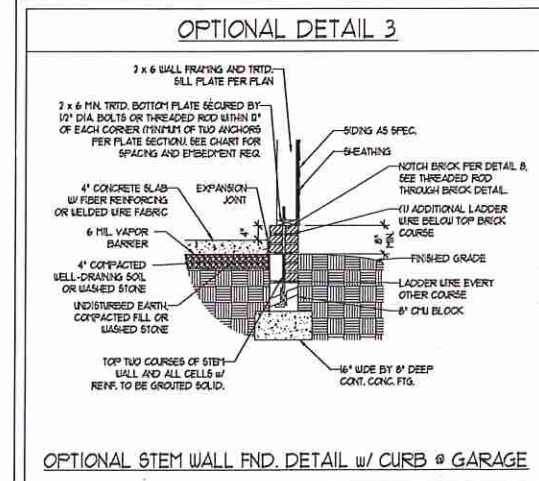 OPTIONAL DETAIL 3
2 x 6 WALL FRAMING AND TRTD.
SILL PLATE PER PLAN
2 x 6 MIN. TRTD. BOTTOM PLATE SECURED BY
1/2" DIA. BOLTS OR THREADED ROD WITHIN 12"
OF EACH CORNER (MINIMUM OF TWO ANCHORS
PER PLATE SECTION). SEE CHART FOR
SPACING AND EMBEDMENT REQ.
4" CONCRETE SLAB
W/ FIBER REINFORCING
OR WELDED WIRE FABRIC
EXPANSION
JOINT
6 MIL. VAPOR
BARRIER
4" COMPACTED
WELL-DRAINING SOIL
OR WASHED STONE
UNDISTURBED EARTH,
COMPACTED FILL OR
WASHED STONE
TOP TWO COURSES OF STEM
WALL AND ALL CELLS w/
REINF. TO BE GROUTED SOLID.
SIDING AS SPEC.
SHEATHING
NOTCH BRICK PER DETAIL 8,
SEE THREADED ROD
THROUGH BRICK DETAIL
(1) ADDITIONAL LADDER
WIRE BELOW TOP BRICK
COURSE
4"
8"
MIN.
FINISHED GRADE
LADDER WIRE EVERY
OTHER COURSE
8" CMU BLOCK
16" WIDE BY 8" DEEP
CONT. CONC. FTG.
OPTIONAL STEM WALL FND. DETAIL w/ CURB @ GARAGE